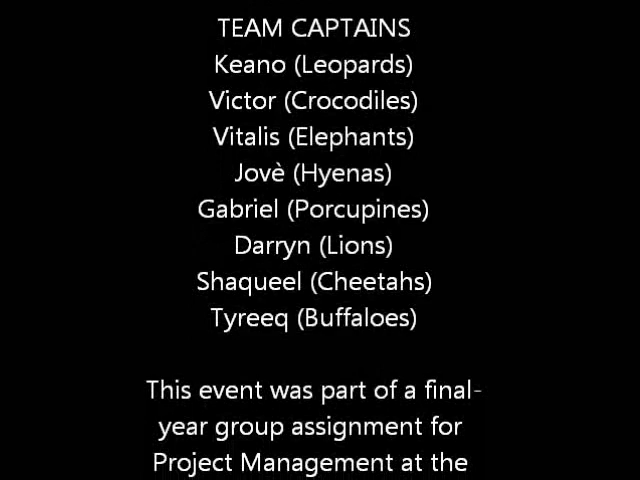 TEAM CAPTAINS
Keano (Leopards)
Victor (Crocodiles)
Vitalis (Elephants)
Jovè (Hyenas)
Gabriel (Porcupines)
Darryn (Lions)
Shaqueel (Cheetahs)
Tyreeq (Buffaloes)
This event was part of a final-
year group assignment for
Project Management at the